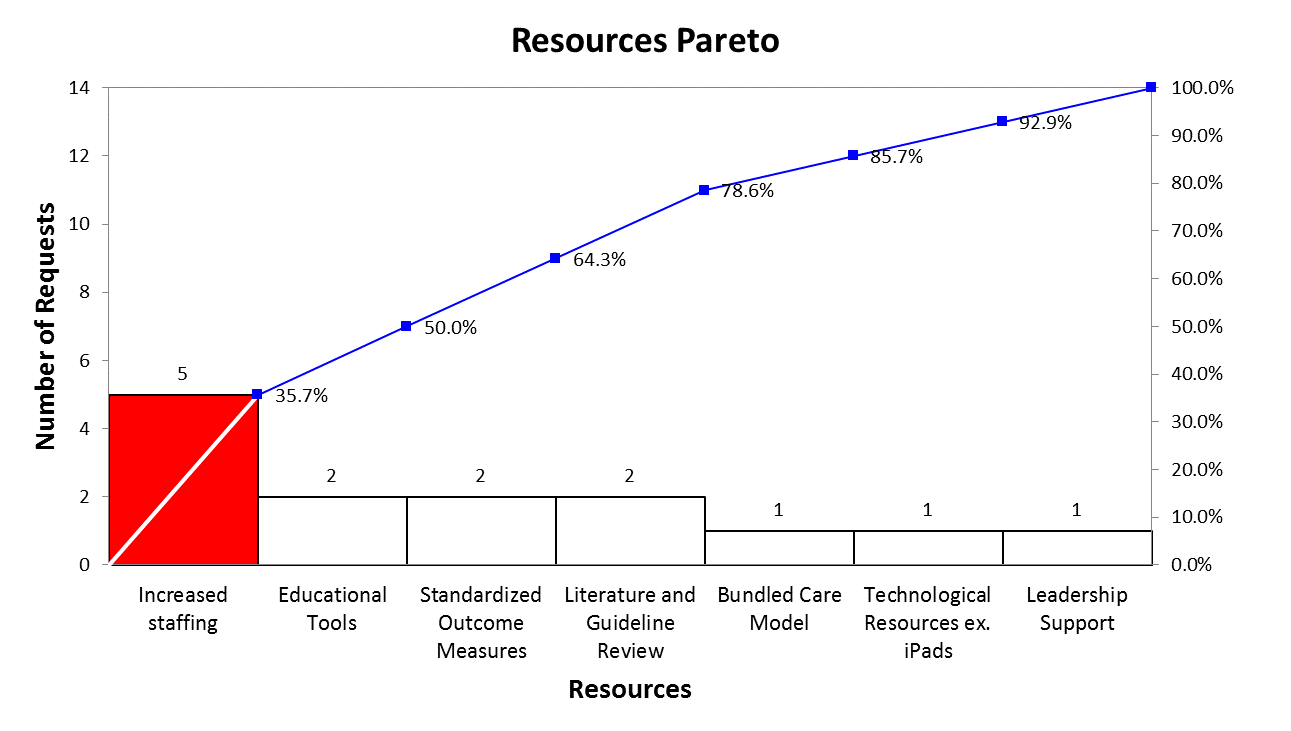 Resources Pareto
14
12
10
8
6
4
2
0
Number of Requests
100.0%
90.0%
80.0%
70.0%
60.0%
50.0%
40.0%
30.0%
20.0%
10.0%
0.0%
5
2
2
2
1
1
1
35.7%
50.0%
64.3%
78.6%
85.7%
92.9%
Increased
staffing
Educational
Tools
Standardized
Outcome
Measures
Literature and
Guideline
Review
Bundled Care
Model
Technological
Resources ex.
iPads
Leadership
Support
Resources